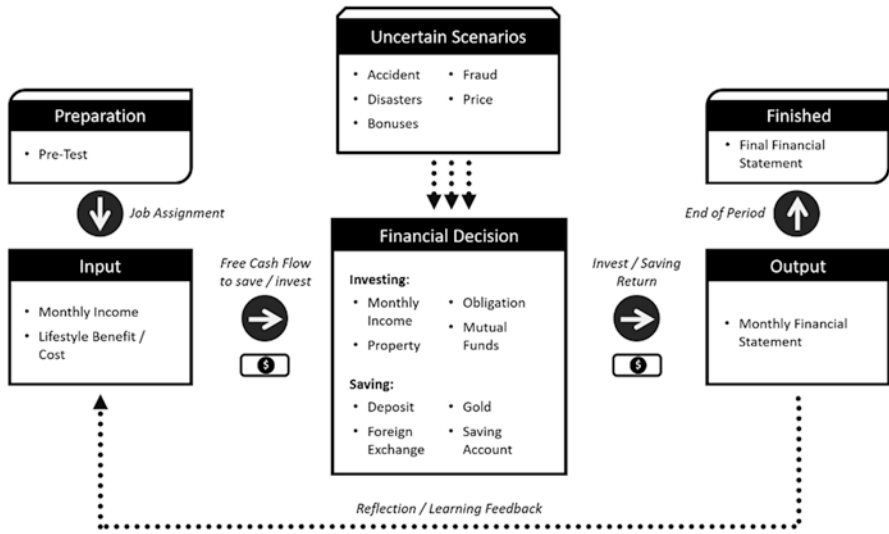 Uncertain Scenarios
• Accident
• Disasters
• Bonuses
• Fraud
• Price
Preparation
• Pre-Test
Finished
• Final Financial
Statement
Job Assignment
End of Period
Input
• Monthly Income
• Lifestyle Benefit /
Cost
Free Cash Flow
to save / invest
$
Financial Decision
Investing:
• Monthly
Income
• Property
• Obligation
• Mutual
Funds
Saving:
• Deposit
• Foreign
Exchange
• Gold
• Saving
Account
Invest / Saving
Return
$
Output
• Monthly Financial
Statement
Reflection / Learning Feedback